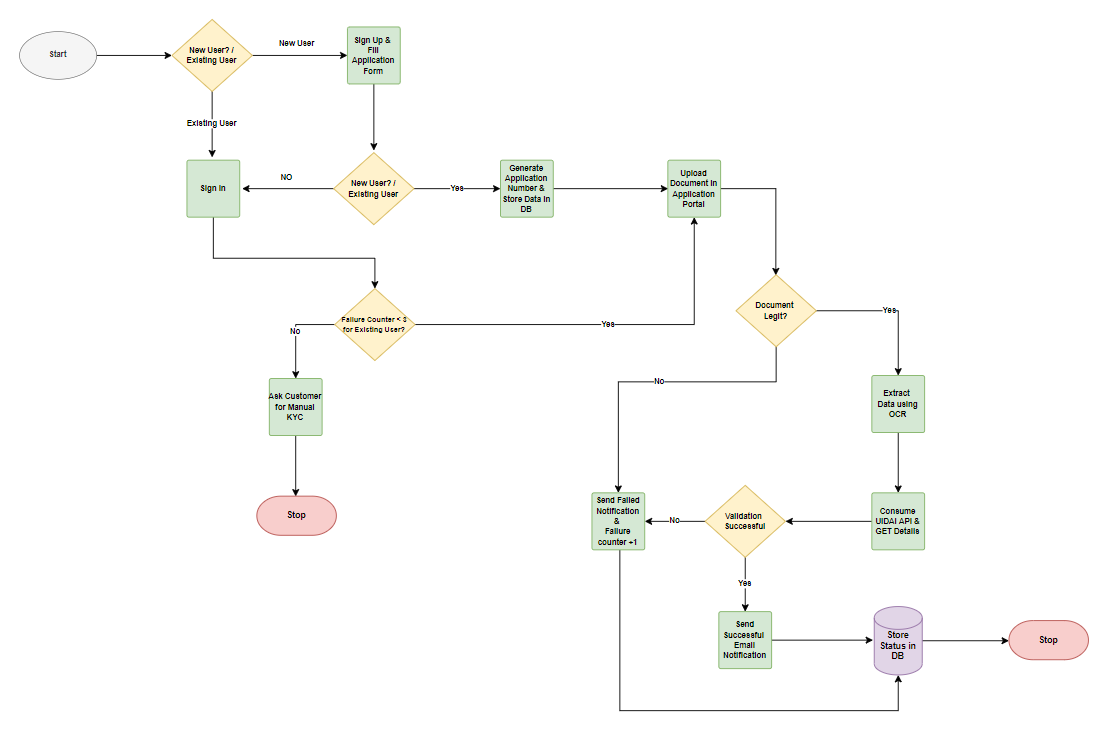 Start
New User? /
Existing User
New User
Sign Up &
Fill
Application
Form
Existing User
Sign In
NO
New User? /
Existing User
Yes
Generate
Application
Number &
Store Data in
DB
Upload
Document in
Application
Portal
Failure Counter < 3
for Existing User?
No
Yes
Document
Legit?
Yes
No
Ask Customer
for Manual
KYC
Extract
Data using
OCR
Stop
Send Failed
Notification
&
Failure
counter +1
No
Validation
Successful
Consume
UIDAI API &
GET Details
Yes
Send
Successful
Email
Notification
Store
Status in
DB
Stop